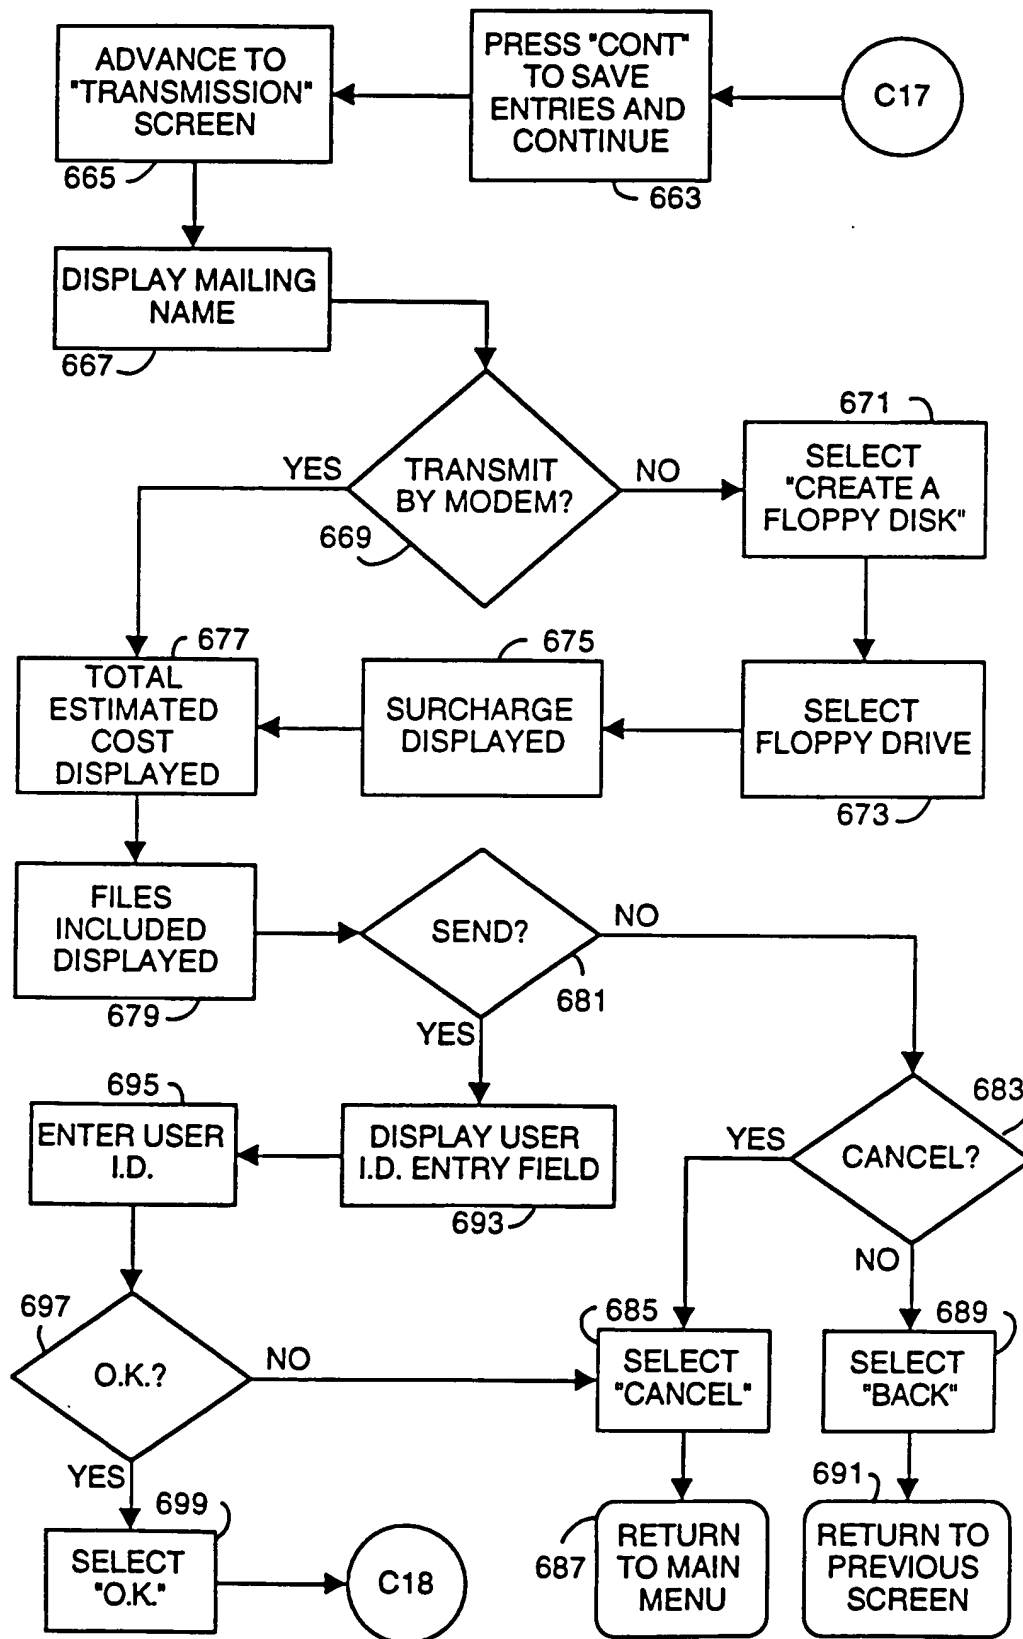 ADVANCE TO
"TRANSMISSION"
SCREEN
665
PRESS "CONT"
TO SAVE
ENTRIES AND
CONTINUE
663
C17
DISPLAY MAILING
NAME
667
YES
TRANSMIT
BY MODEM?
669
NO
671
SELECT
"CREATE A
FLOPPY DISK"
677
TOTAL
ESTIMATED
COST
DISPLAYED
675
SURCHARGE
DISPLAYED
SELECT
FLOPPY DRIVE
673
FILES
INCLUDED
DISPLAYED
679
SEND?
681
NO
YES
695
ENTER USER
I.D.
DISPLAY USER
I.D. ENTRY FIELD
693
YES
CANCEL?
683
NO
697
O.K.?
NO
YES
685
SELECT
"CANCEL"
689
SELECT
"BACK"
699
SELECT
"O.K."
C18
687
RETURN
TO MAIN
MENU
691
RETURN TO
PREVIOUS
SCREEN